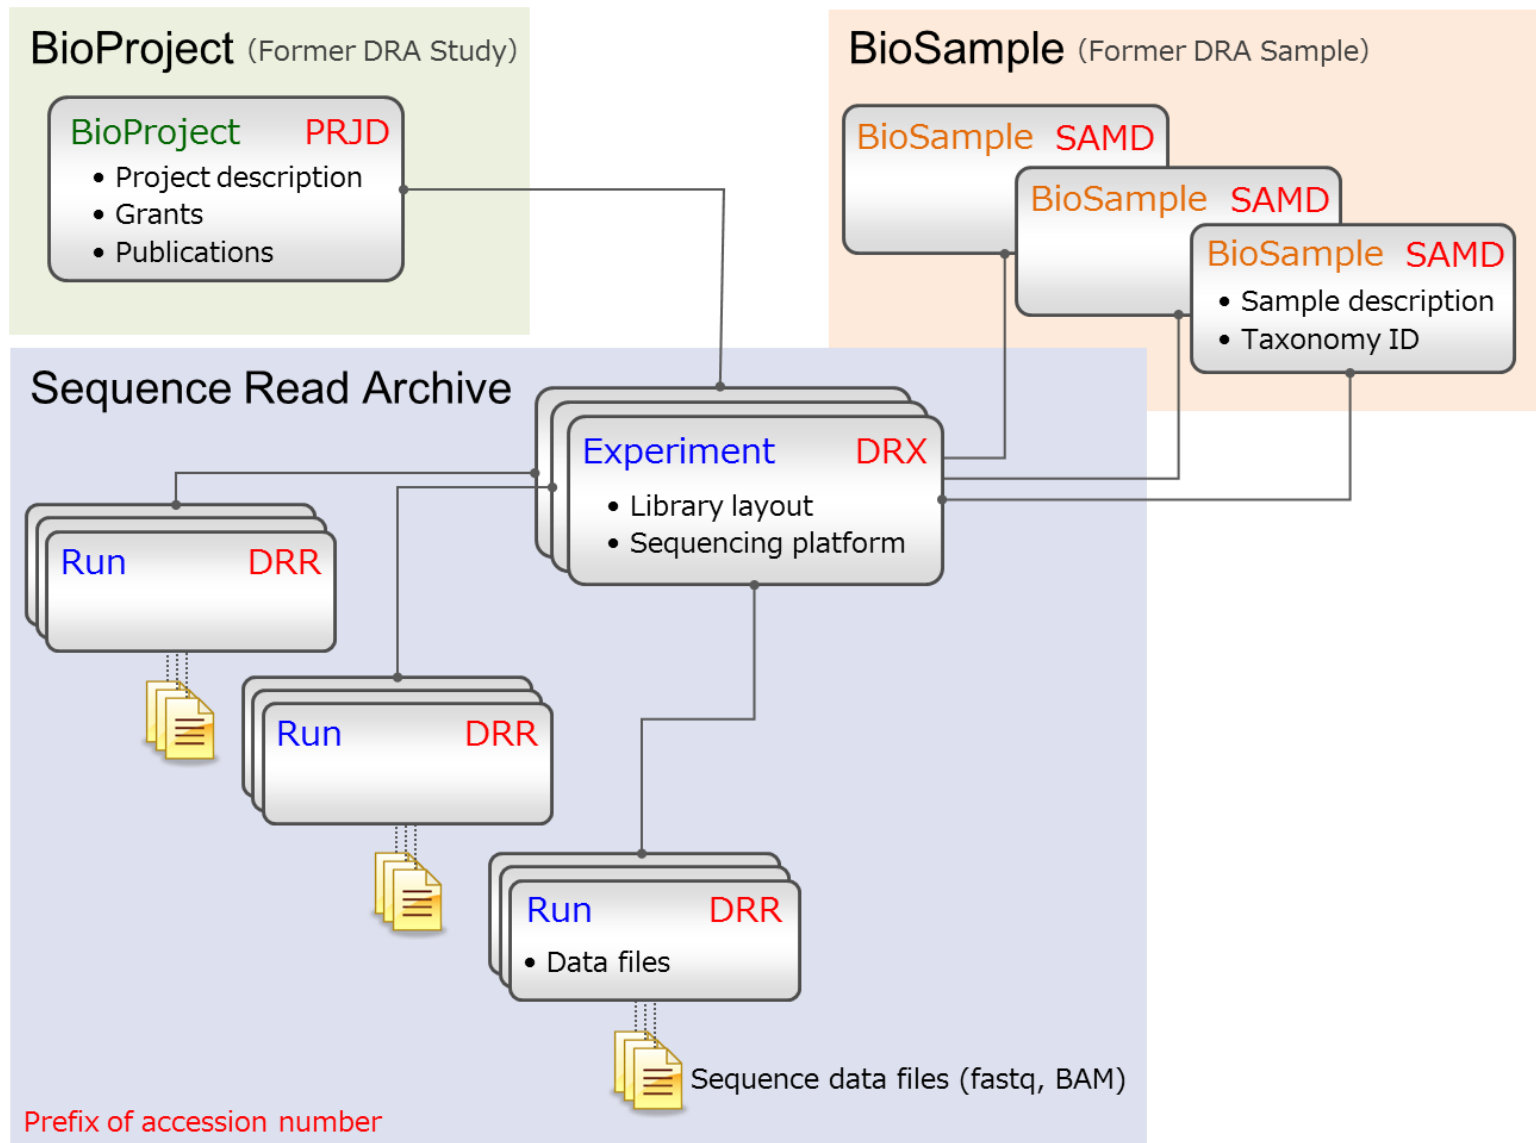 BioProject (Former DRA Study)
BioProject PRJD
• Project description
• Grants
• Publications
BioSample (Former DRA Sample)
BioSample SAMD
BioSample SAMD
BioSample SAMD
• Sample description
• Taxonomy ID
Sequence Read Archive
Experiment DRX
• Library layout
• Sequencing platform
Run DRR
Run DRR
Run DRR
• Data files
Sequence data files (fastq, BAM)
Prefix of accession number